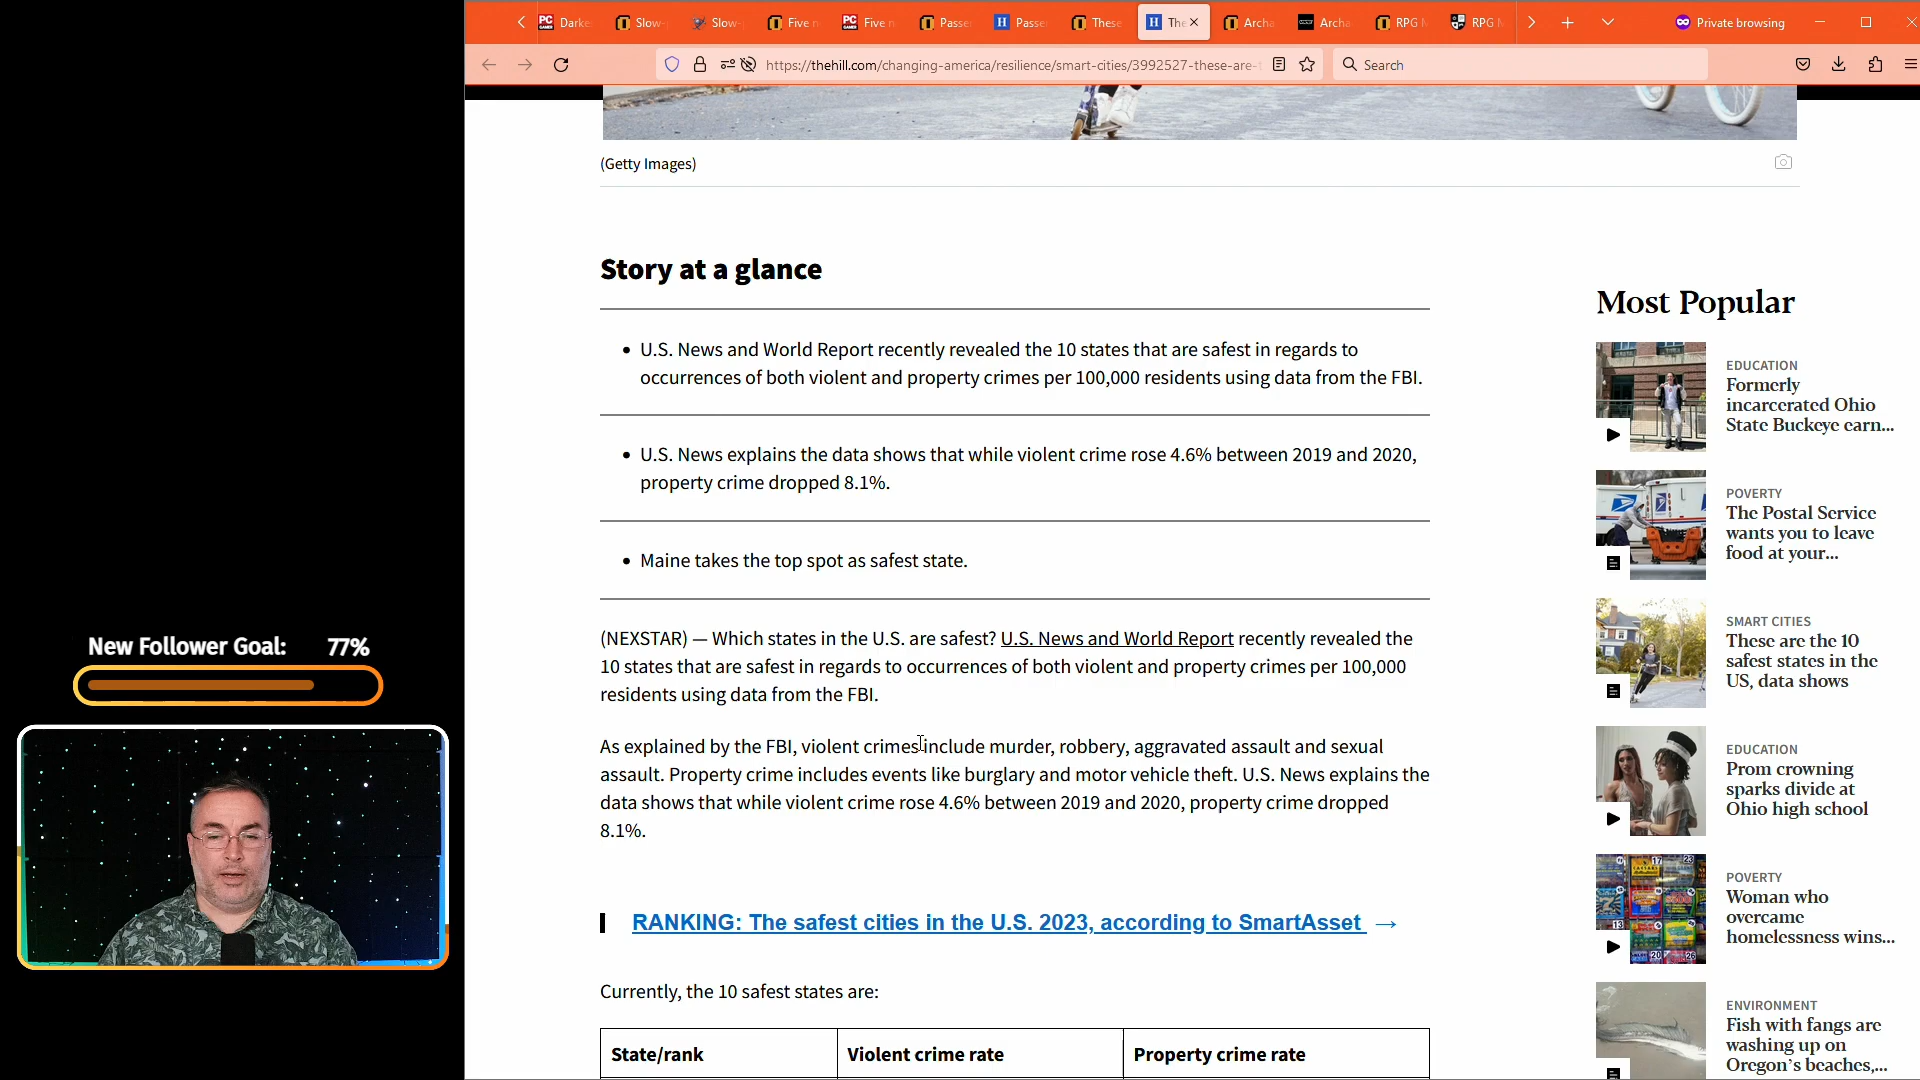 Darke
Slow-
Slow-
Five n
Five n
Passe
Passe
These
The
Archa
Archa
RPG M
RPG M
Private browsing
https://thehill.com/changing-america/resilience/smart-cities/3992527-these-are-t
Search
(Getty Images)
Story at a glance
• U.S. News and World Report recently revealed the 10 states that are safest in regards to
occurrences of both violent and property crimes per 100,000 residents using data from the FBI.
• U.S. News explains the data shows that while violent crime rose 4.6% between 2019 and 2020,
property crime dropped 8.1%.
• Maine takes the top spot as safest state.
(NEXSTAR) — Which states in the U.S. are safest? U.S. News and World Report recently revealed the
10 states that are safest in regards to occurrences of both violent and property crimes per 100,000
residents using data from the FBI.
As explained by the FBI, violent crimes include murder, robbery, aggravated assault and sexual
assault. Property crime includes events like burglary and motor vehicle theft. U.S. News explains the
data shows that while violent crime rose 4.6% between 2019 and 2020, property crime dropped
8.1%.
RANKING: The safest cities in the U.S. 2023, according to SmartAsset →
Currently, the 10 safest states are:
State/rank
Violent crime rate
Property crime rate
Most Popular
EDUCATION
Formerly
incarcerated Ohio
State Buckeye earn...
POVERTY
The Postal Service
wants you to leave
food at your...
SMART CITIES
These are the 10
safest states in the
US, data shows
EDUCATION
Prom crowning
sparks divide at
Ohio high school
POVERTY
Woman who
overcame
homelessness wins...
ENVIRONMENT
Fish with fangs are
washing up on
Oregon's beaches,...
New Follower Goal: 77%